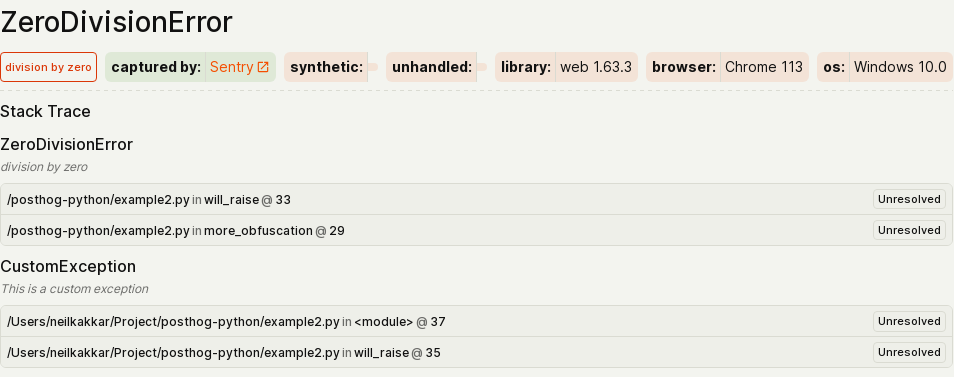 ZeroDivisionError
division by zero captured by: Sentry synthetic: unhandled: library: web 1.63.3 browser: Chrome 113 os: Windows 10.0
Stack Trace
ZeroDivisionError
division by zero
/posthog-python/example2.py in will_raise @ 33 Unresolved
/posthog-python/example2.py in more_obfuscation @ 29 Unresolved
CustomException
This is a custom exception
/Users/neilkakkar/Project/posthog-python/example2.py in <module> @ 37 Unresolved
/Users/neilkakkar/Project/posthog-python/example2.py in will_raise @ 35 Unresolved